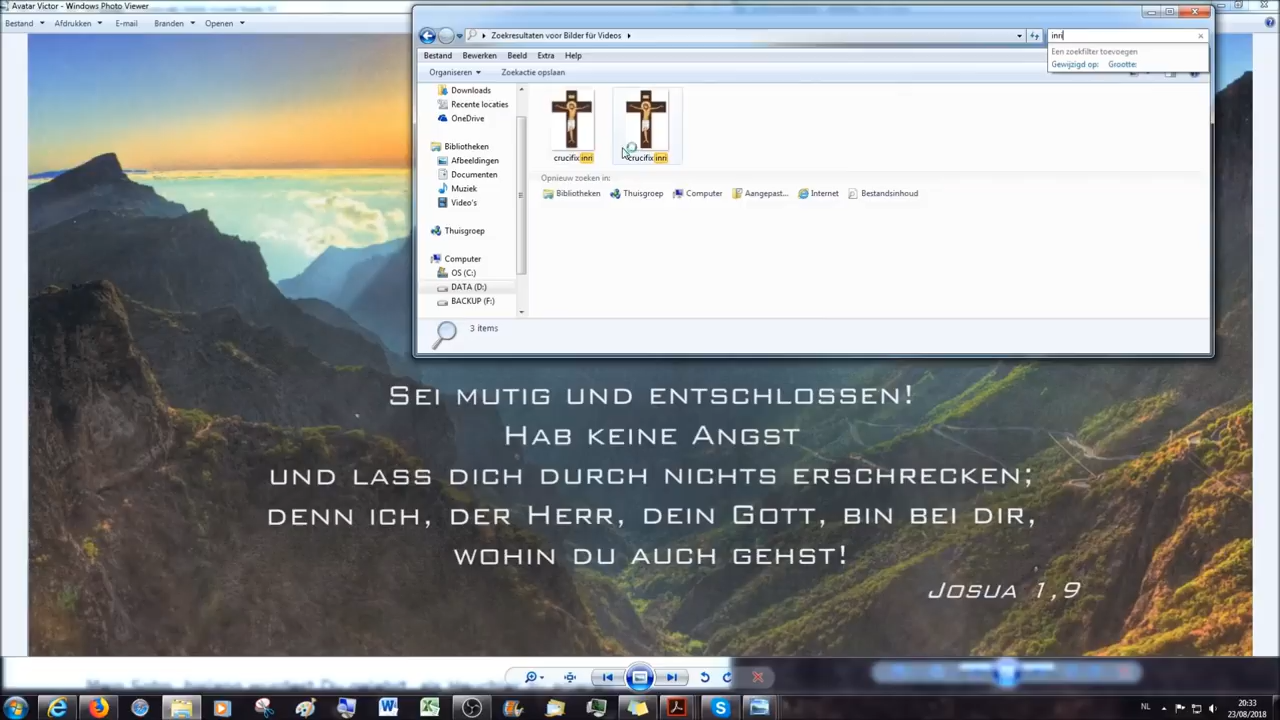 Avatar Victor - Windows Photo Viewer
Bestand Afdrukken E-mail Branden Openen
Zoekresultaten voor Bilder für Videos
inri
Een zoekfilter toevoegen
Gewijzigd op: Grootte:
Bestand Bewerken Beeld Extra Help
Organiseren Zoekactie opslaan
Downloads
Recente locaties
OneDrive
Bibliotheken
Afbeeldingen
Documenten
Muziek
Video's
Thuisgroep
Computer
OS (C:)
DATA (D:)
BACKUP (F:)
crucifix inri
crucifix inri
Opnieuw zoeken in:
Bibliotheken Thuisgroep Computer Aangepast... Internet Bestandsinhoud
3 items
Sei mutig und entschlossen!
Hab keine Angst
und lass dich durch nichts erschrecken;
denn ich, der Herr, dein Gott, bin bei dir,
wohin du auch gehst!
Josua 1,9
NL
20:33
23/08/2018